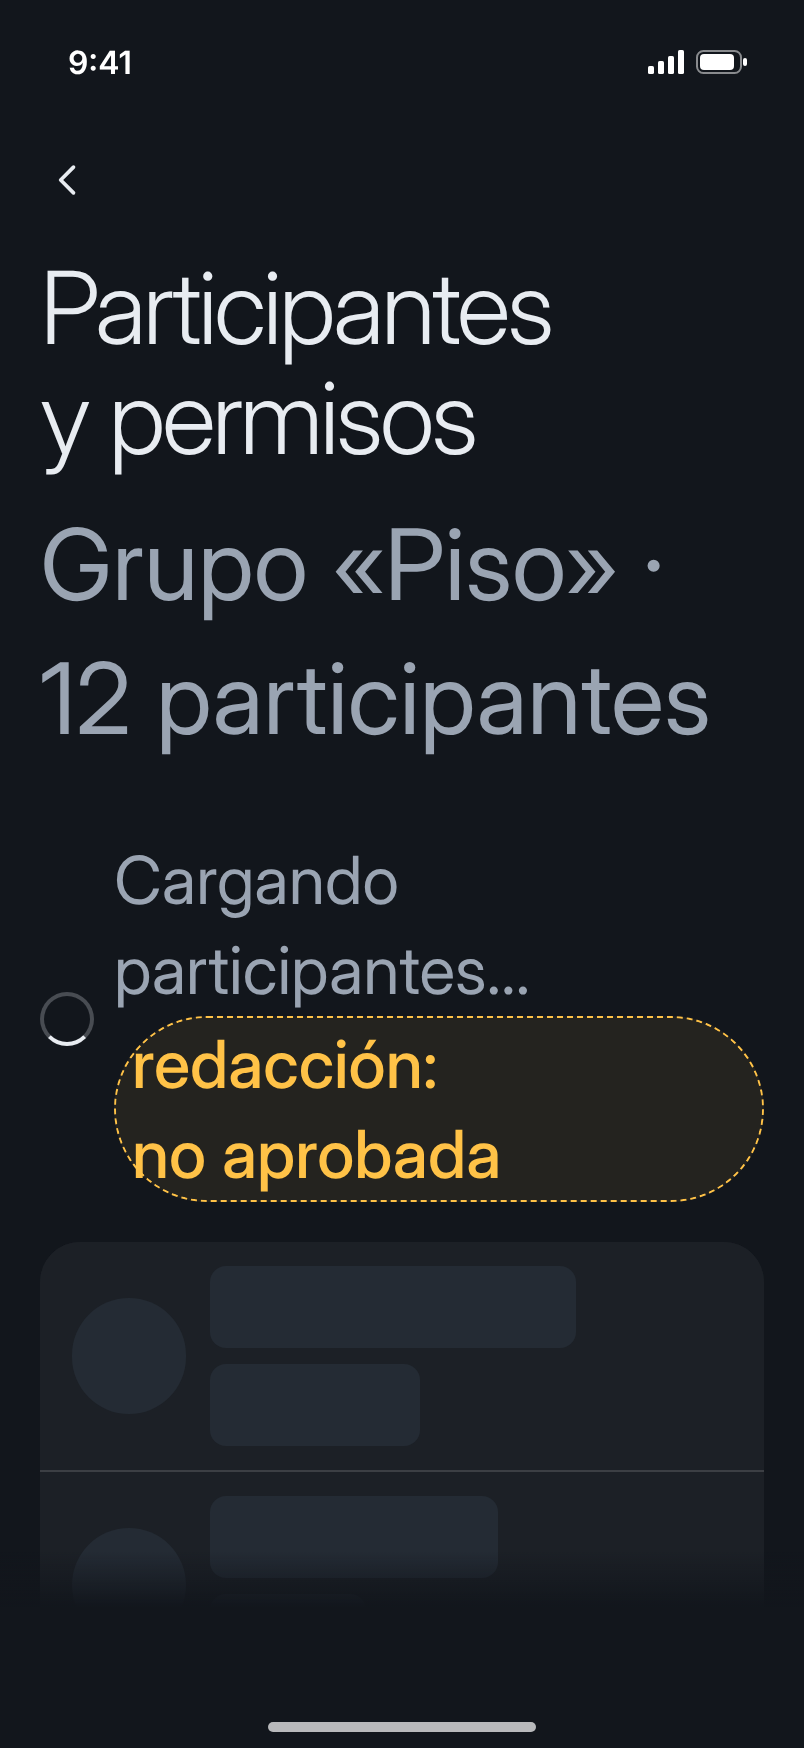 9:41
Participantes
y permisos
Grupo «Piso» ·
12 participantes
Cargando
participantes…
redacción:
no aprobada